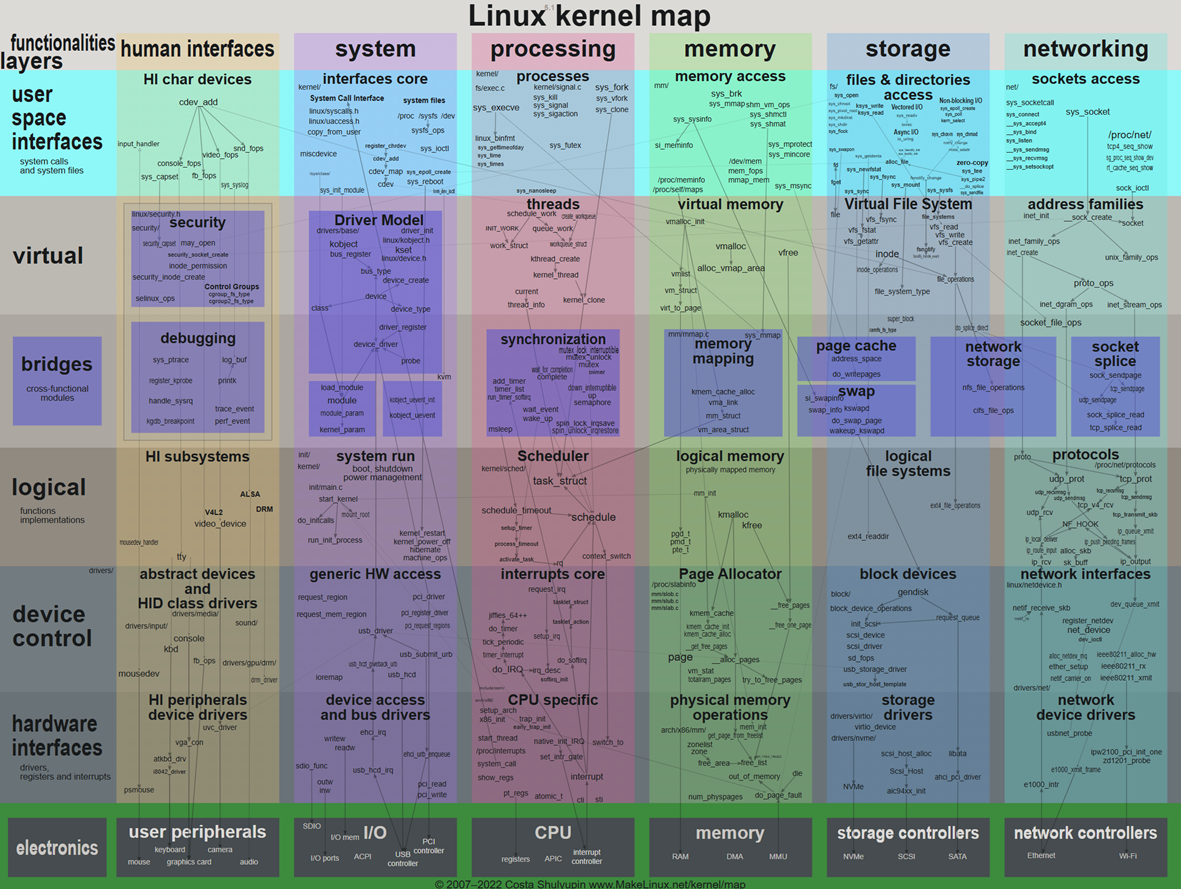 Linux kernel map
functionalities
layers
human interfaces
system
processing
memory
storage
networking
user
space
interfaces
system calls
and system files
HI char devices
cdev_add
input_handler
console_fops
video_fops
snd_fops
fb_fops
sys_capset
sys_syslog
interfaces core
kernel/
System Call Interface
linux/syscalls.h
linux/uaccess.h
copy_from_user
miscdevice
sys_int_module
system files
/proc /sysfs /dev
sysfs_ops
register_chrdev
sys_ioctl
cdev_add
cdev_map
sys_epoll_create
cdev
sys_reboot
processes
kernel/
fs/exec.c
sys_execve
linux_binfmt
sys_gettimeofday
sys_time
sys_times
kernel/signal.c
sys_kill
sys_signal
sys_sigaction
sys_fork
sys_vfork
sys_clone
sys_futex
sys_nanosleep
memory access
mm/
sys_brk
sys_mmap
shm_vm_ops
sys_shmctl
sys_shmat
sys_sysinfo
si_meminfo
sys_mprotect
sys_mincore
/dev/mem
mem_fops
mmap_mem
/proc/meminfo
/proc/self/maps
sys_msync
files & directories
access
fs/
sys_open
ksys_write
ksys_read
Vectored I/O
Non-blocking I/O
sys_epoll_create
sys_poll
kern_select
Async I/O
sys_fsync
sys_mount
sys_sysfs
sys_sync
file
zero-copy
sys_tee
sys_pipe2
do_splice
sys_sendfile
sockets access
net/
sys_socketcall
sys_connect
__sys_accept4
__sys_bind
sys_listen
__sys_sendmsg
__sys_recvmsg
__sys_setsockopt
sys_socket
/proc/net/
tcp4_seq_show
rt_cache_seq_show
sock_ioctl
virtual
linux/security.h
security/
security
security_capset
may_open
security_socket_create
inode_permission
security_inode_create
selinux_ops
Control Groups
cgroup_fs_type
cgroup2_fs_type
Driver Model
drivers/base/
driver_init
linux/kobject.h
kobject
kset
linux/device.h
bus_register
bus_type
device_create
device
class
device_type
driver_register
device_driver
probe
threads
schedule_work
create_workqueue
INIT_WORK
queue_work
work_struct
workqueue_struct
kthread_create
kernel_thread
current
thread_info
kernel_clone
virtual memory
vmalloc_init
vmalloc
vfree
alloc_vmap_area
vmlist
vm_struct
virt_to_page
Virtual File System
file_systems
vfs_fsync
vfs_fstat
vfs_read
vfs_write
vfs_getattr
vfs_create
inode
inode_operations
file_operations
file_system_type
super_block
do_splice_direct
address families
inet_init
__sock_create
socket
inet_family_ops
inet_create
unix_family_ops
proto_ops
inet_dgram_ops
inet_stream_ops
socket_file_ops
bridges
cross-functional
modules
debugging
sys_ptrace
log_buf
register_kprobe
printk
handle_sysrq
trace_event
kgdb_breakpoint
perf_event
load_module
module
module_param
kernel_param
kobject_uevent_init
kobject_uevent
kvm
synchronization
mutex_lock_interruptible
mutex_unlock
mutex
wait_for_completion
complete
add_timer
timer_list
run_timer_softirq
down_interruptible
up
semaphore
wait_event
wake_up
spin_lock_irqsave
spin_unlock_irqrestore
msleep
mm/mmap.c
sys_mmap
memory
mapping
kmem_cache_alloc
vma_link
mm_struct
vm_area_struct
page cache
address_space
do_writepages
swap
si_swapinfo
swap_info
kswapd
do_swap_page
wakeup_kswapd
network
storage
nfs_file_operations
cifs_file_ops
socket
splice
sock_sendpage
tcp_sendpage
udp_sendpage
sock_splice_read
tcp_splice_read
logical
functions
implementations
HI subsystems
ALSA
DRM
V4L2
video_device
mousedev_handler
tty
system run
init/
kernel/
boot, shutdown
power management
init/main.c
start_kernel
do_initcalls
mount_root
run_init_process
kernel_restart
kernel_power_off
hibernate
machine_ops
Scheduler
kernel/sched/
task_struct
schedule_timeout
schedule
setup_timer
process_timeout
activate_task
rq
context_switch
logical memory
physically mapped memory
mm_init
kmalloc
kfree
pgd_t
pmd_t
pte_t
logical
file systems
ext4_file_operations
ext4_readdir
protocols
proto
/proc/net/protocols
udp_prot
tcp_prot
udp_recvmsg
udp_sendmsg
tcp_recvmsg
tcp_sendmsg
udp_rcv
tcp_v4_rcv
tcp_transmit_skb
NF_HOOK
ip_queue_xmit
ip_local_deliver
ip_push_pending_frames
ip_route_input
alloc_skb
ip_rcv
sk_buff
ip_output
device
control
drivers/
abstract devices
and
HID class drivers
drivers/media/
drivers/input/
sound/
console
kbd
fb_ops
drivers/gpu/drm/
mousedev
drm_driver
generic HW access
request_region
pci_driver
request_mem_region
pci_register_driver
pci_request_regions
usb_driver
usb_submit_urb
usb_hcd_giveback_urb
usb_hcd
ioremap
interrupts core
request_irq
tasklet_struct
jiffies_64++
tasklet_action
do_timer
setup_irq
tick_periodic
timer_interrupt
do_softirq
do_IRQ
irq_desc
softirq_init
Page Allocator
/proc/slabinfo
mm/slob.c
mm/slub.c
mm/slab.c
__free_pages
kmem_cache
kmem_cache_init
kmem_cache_alloc
__free_one_page
__get_free_pages
page
__alloc_pages
vm_stat
totalram_pages
try_to_free_pages
block devices
block/
gendisk
block_device_operations
request_queue
init_scsi
scsi_device
scsi_driver
sd_fops
usb_storage_driver
usb_stor_host_template
network interfaces
linux/netdevice.h
dev_queue_xmit
netif_receive_skb
register_netdev
net_device
dev_ioctl
alloc_netdev_mq
ieee80211_alloc_hw
ether_setup
ieee80211_rx
netif_carrier_on
ieee80211_xmit
drivers/net/
hardware
interfaces
drivers,
registers and interrupts
HI peripherals
device drivers
uvc_driver
vga_con
atkbd_drv
i8042_driver
psmouse
device access
and bus drivers
ehci_irq
writew
readw
ehci_urb_enqueue
sdio_func
usb_hcd_irq
outw
inw
pci_read
pci_write
CPU specific
setup_arch
x86_init
trap_init
early_trap_init
start_thread
native_init_IRQ
switch_to
/proc/interrupts
system_call
set_intr_gate
show_regs
interrupt
pt_regs
atomic_t
cli
sti
physical memory
operations
arch/x86/mm/
mem_init
get_page_from_freelist
zonelist
zone
free_area
free_list
out_of_memory
die
num_physpages
do_page_fault
storage
drivers
drivers/virtio/
virtio_device
drivers/nvme/
scsi_host_alloc
libata
Scsi_Host
NVMe
ahci_pci_driver
aic94xx_init
network
device drivers
usbnet_probe
ipw2100_pci_init_one
zd1201_probe
e1000_xmit_frame
e1000_intr
electronics
user peripherals
keyboard
camera
mouse
graphics card
audio
I/O
SDIO
I/O mem
PCI
controller
I/O ports
ACPI
USB
controller
CPU
registers
APIC
interrupt
controller
memory
RAM
DMA
MMU
storage controllers
NVMe
SCSI
SATA
network controllers
Ethernet
Wi-Fi
© 2007–2022 Costa Shulyupin www.MakeLinux.net/kernel/map